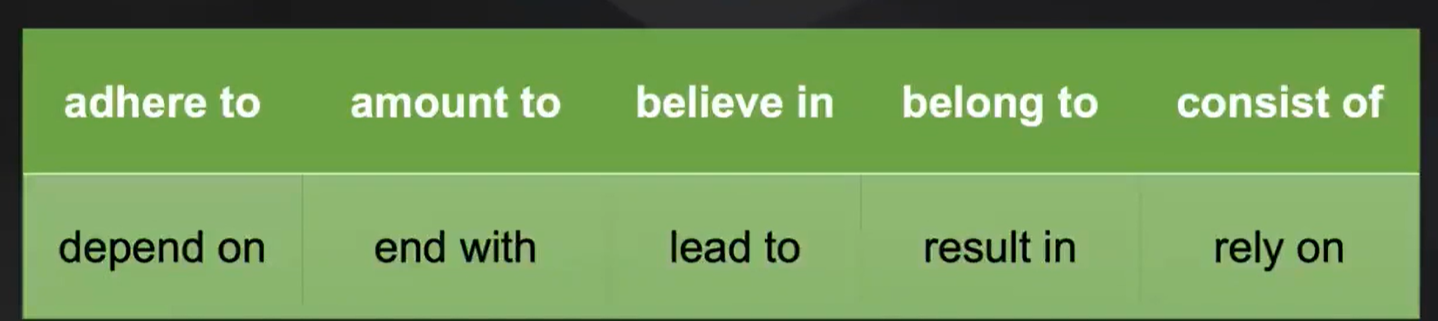 adhere to amount to believe in belong to consist of
depend on end with lead to result in rely on